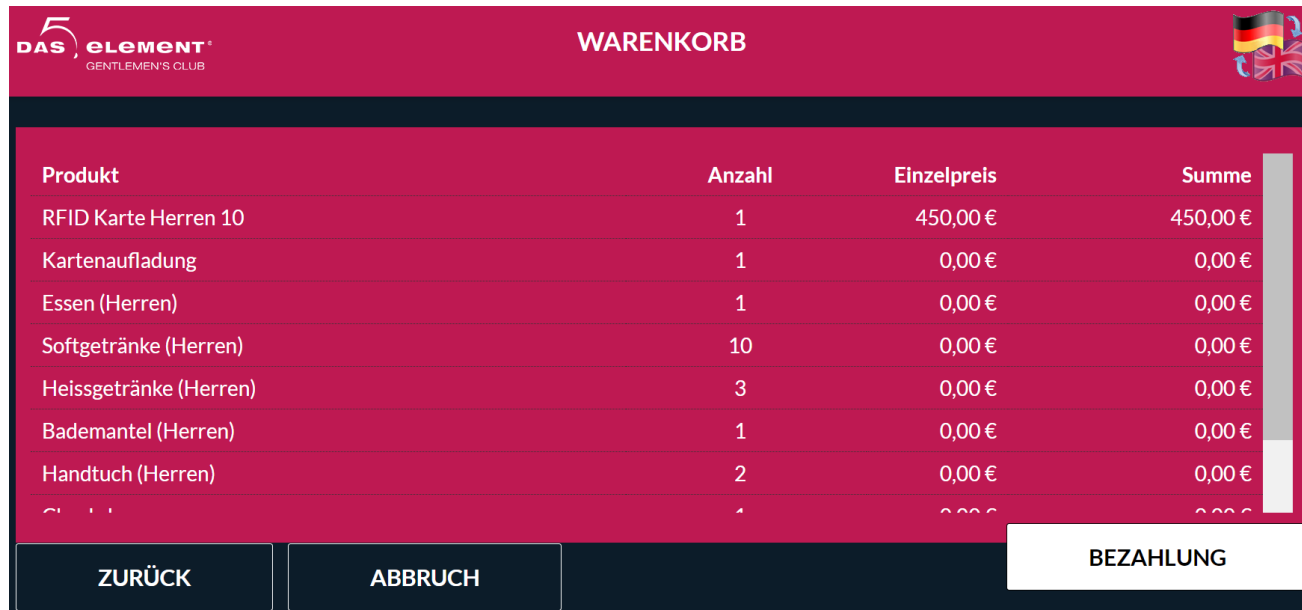 5
DAS ELEMENT®
GENTLEMEN'S CLUB
WARENKORB
Produkt Anzahl Einzelpreis Summe
RFID Karte Herren 10 1 450,00 € 450,00 €
Kartenaufladung 1 0,00 € 0,00 €
Essen (Herren) 1 0,00 € 0,00 €
Softgetränke (Herren) 10 0,00 € 0,00 €
Heissgetränke (Herren) 3 0,00 € 0,00 €
Bademantel (Herren) 1 0,00 € 0,00 €
Handtuch (Herren) 2 0,00 € 0,00 €
ZURÜCK ABBRUCH BEZAHLUNG